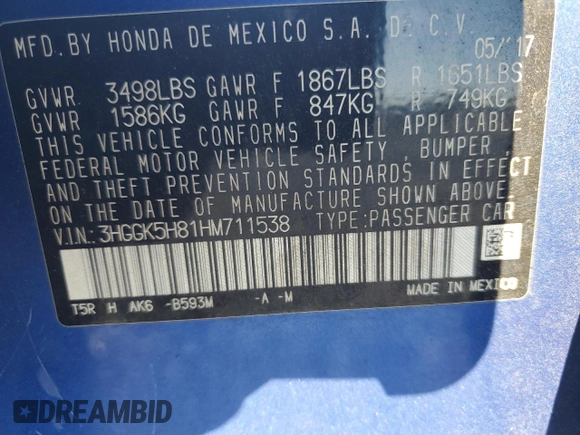 MFD.BY HONDA DE MEXICO S.A.DE C.V.
05/'17
GVWR 3498LBS GAWR F 1867LBS R 1651LBS
GVWR 1586KG GAWR F 847KG R 749KG
THIS VEHICLE CONFORMS TO ALL APPLICABLE
FEDERAL MOTOR VEHICLE SAFETY, BUMPER,
AND THEFT PREVENTION STANDARDS IN EFFECT
ON THE DATE OF MANUFACTURE SHOWN ABOVE.
V.I.N.: 3HGGK5H81HM711538 TYPE:PASSENGER CAR
T5R H AK6 -B593M -A -M MADE IN MEXICO
DREAMBID